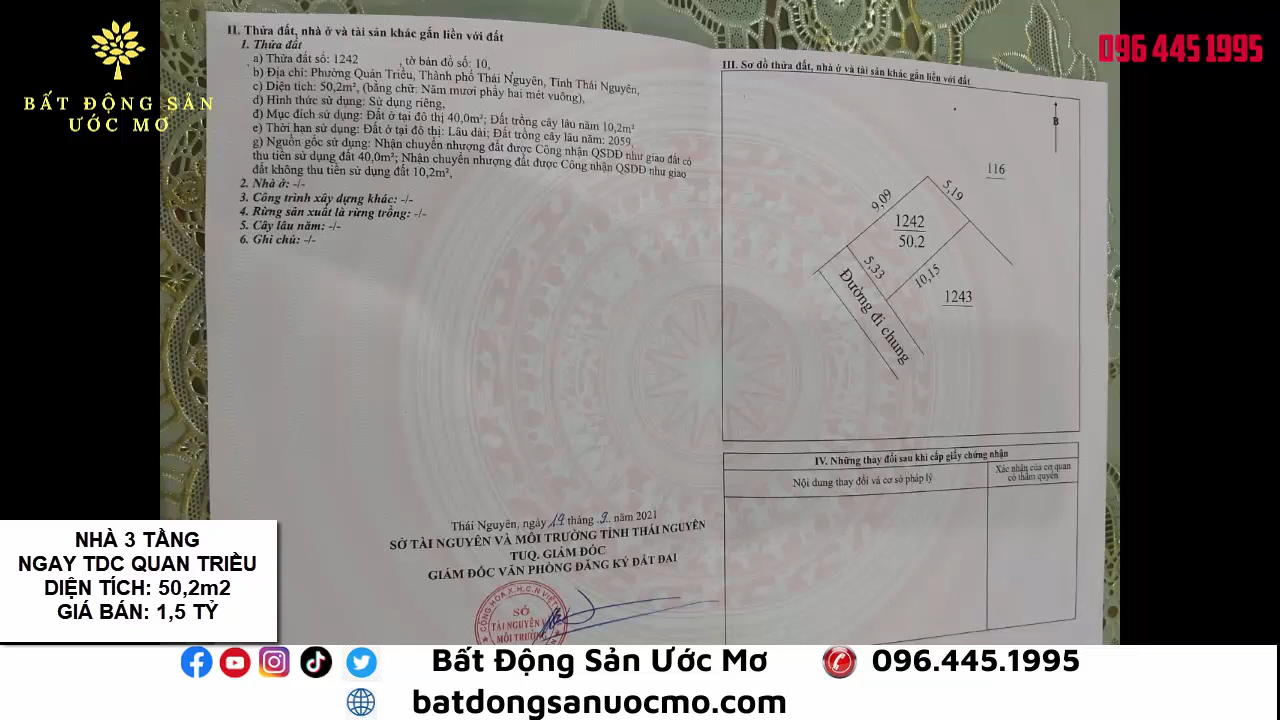 BẤT ĐỘNG SẢN
ƯỚC MƠ
096 445 1995
II. Thửa đất, nhà ở và tài sản khác gắn liền với đất
1. Thửa đất
a) Thửa đất số: 1242 , tờ bản đồ số: 10,
b) Địa chỉ: Phường Quán Triều, Thành phố Thái Nguyên, Tỉnh Thái Nguyên,
c) Diện tích: 50,2m², (bằng chữ: Năm mươi phẩy hai mét vuông),
d) Hình thức sử dụng: Sử dụng riêng,
đ) Mục đích sử dụng: Đất ở tại đô thị 40,0m²; Đất trồng cây lâu năm 10,2m²
e) Thời hạn sử dụng: Đất ở tại đô thị: Lâu dài; Đất trồng cây lâu năm: 2059,
g) Nguồn gốc sử dụng: Nhận chuyển nhượng đất được Công nhận QSDĐ như giao đất có
thu tiền sử dụng đất 40,0m²; Nhận chuyển nhượng đất được Công nhận QSDĐ như giao
đất không thu tiền sử dụng đất 10,2m²,
2. Nhà ở: -/-
3. Công trình xây dựng khác: -/-
4. Rừng sản xuất là rừng trồng: -/-
5. Cây lâu năm: -/-
6. Ghi chú: -/-
III. Sơ đồ thửa đất, nhà ở và tài sản khác gắn liền với đất
B
116
9,09
5,19
1242
50.2
5,33
10,15
1243
Đường đi chung
IV. Những thay đổi sau khi cấp giấy chứng nhận
Nội dung thay đổi và cơ sở pháp lý
Xác nhận của cơ quan
có thẩm quyền
Thái Nguyên, ngày 19 tháng 9. năm 2021
SỞ TÀI NGUYÊN VÀ MÔI TRƯỜNG TỈNH THÁI NGUYÊN
TUQ. GIÁM ĐỐC
GIÁM ĐỐC VĂN PHÒNG ĐĂNG KÝ ĐẤT ĐAI
SỞ
TÀI NGUYÊN V
MÔI TRƯỜNG
NHÀ 3 TẦNG
NGAY TDC QUAN TRIỀU
DIỆN TÍCH: 50,2m2
GIÁ BÁN: 1,5 TỶ
Bất Động Sản Ước Mơ
096.445.1995
batdongsanuocmo.com